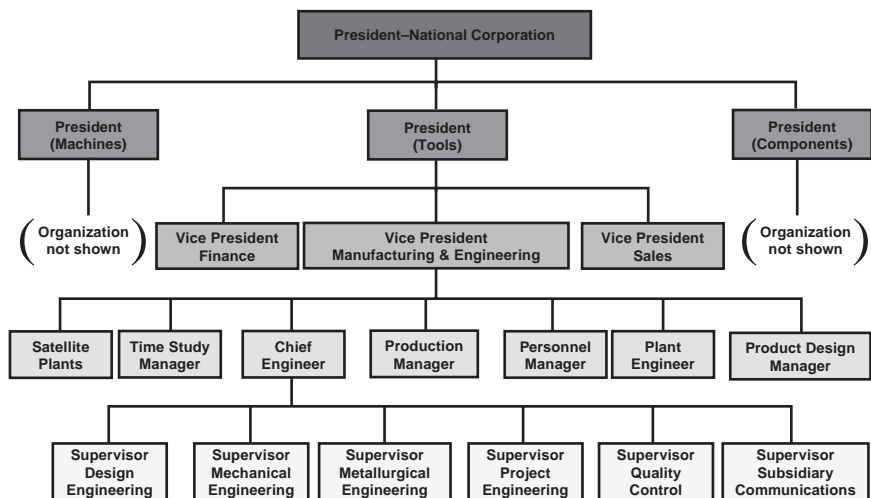 President–National Corporation
President
(Machines)
President
(Tools)
President
(Components)
(Organization
not shown)
Vice President
Finance
Vice President
Manufacturing & Engineering
Vice President
Sales
(Organization
not shown)
Satellite
Plants
Time Study
Manager
Chief
Engineer
Production
Manager
Personnel
Manager
Plant
Engineer
Product Design
Manager
Supervisor
Design
Engineering
Supervisor
Mechanical
Engineering
Supervisor
Metallurgical
Engineering
Supervisor
Project
Engineering
Supervisor
Quality
Control
Supervisor
Subsidiary
Communications